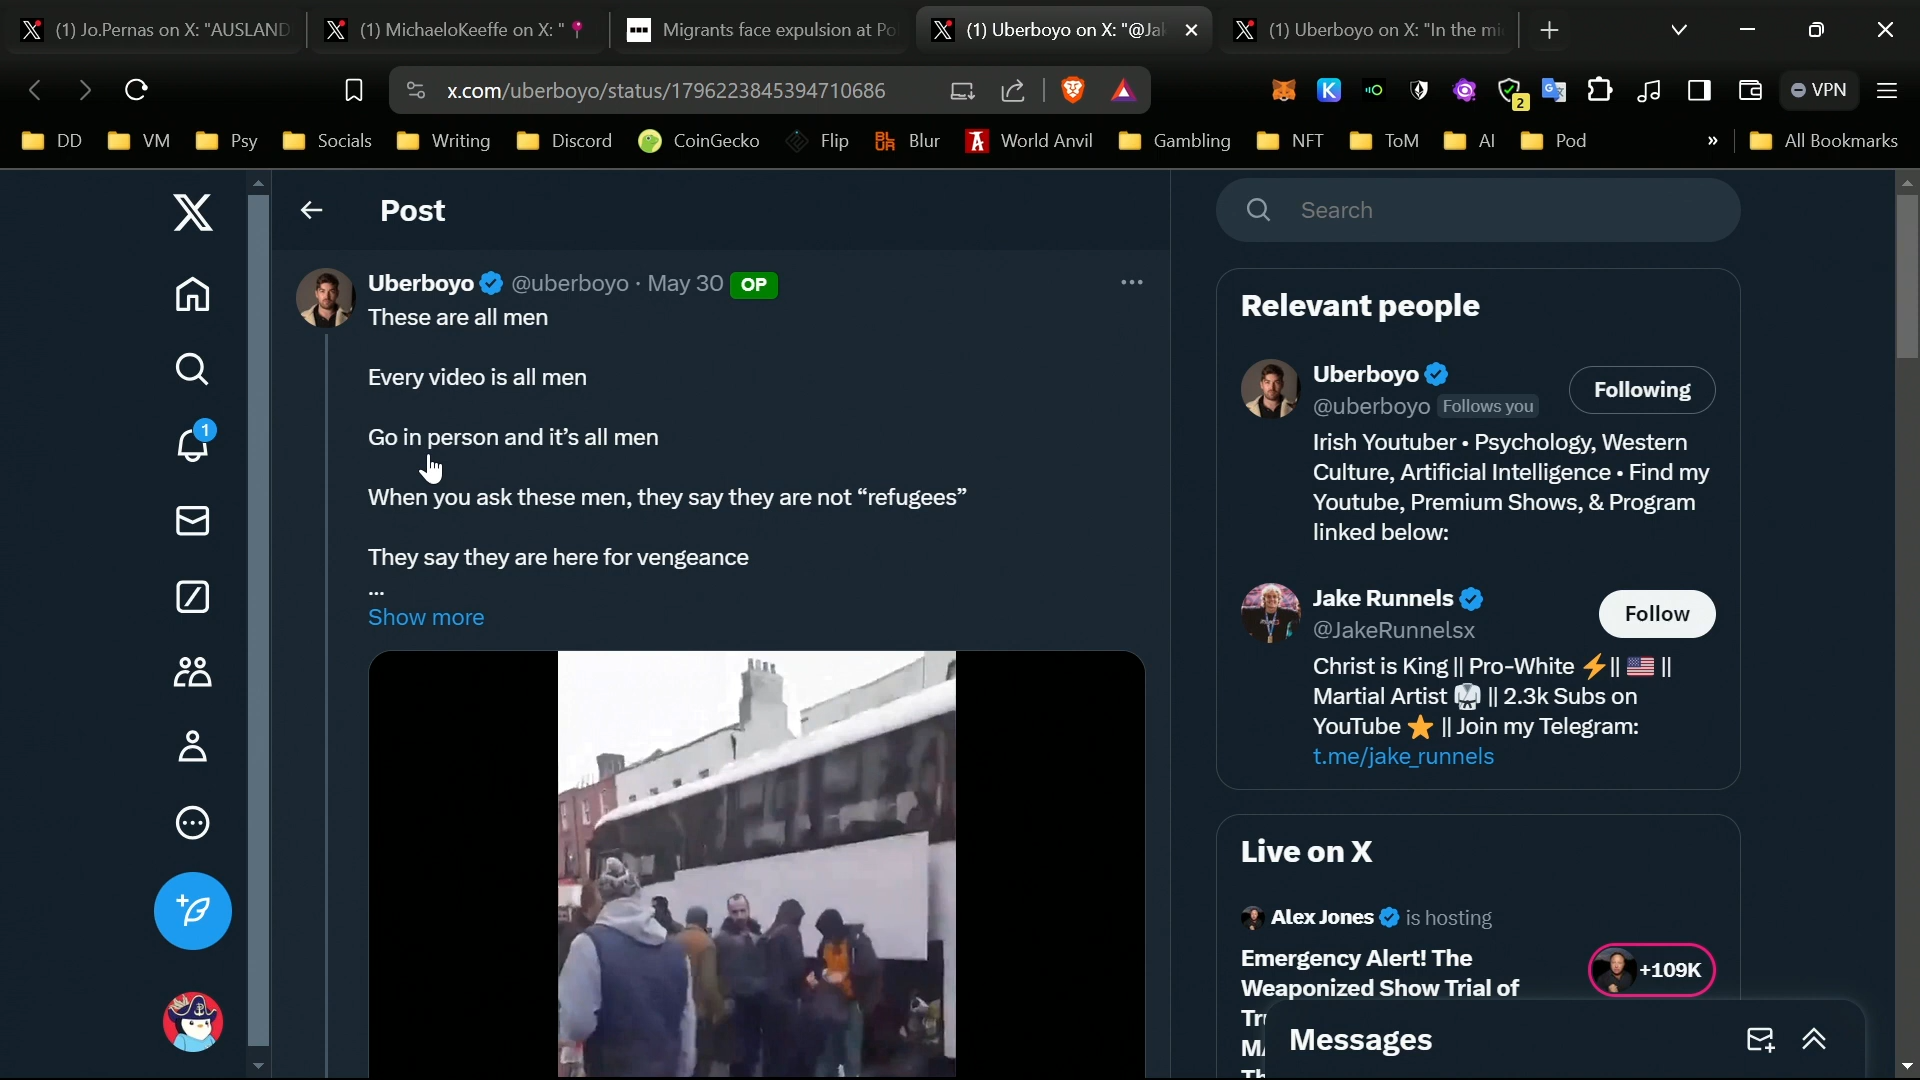 (1) Jo.Pernas on X: "AUSLAND
(1) MichaeloKeeffe on X: "📍
Migrants face expulsion at Po
(1) Uberboyo on X: "@Ja
(1) Uberboyo on X: "In the mi
x.com/uberboyo/status/1796223845394710686
2
VPN
DD
VM
Psy
Socials
Writing
Discord
CoinGecko
Flip
BLUR
Blur
World Anvil
Gambling
NFT
ToM
AI
Pod
»
All Bookmarks
1
Post
Uberboyo @uberboyo · May 30 OP
These are all men
Every video is all men
Go in person and it’s all men
When you ask these men, they say they are not “refugees”
They say they are here for vengeance
...
Show more
Search
Relevant people
Uberboyo
@uberboyo Follows you
Following
Irish Youtuber • Psychology, Western
Culture, Artificial Intelligence • Find my
Youtube, Premium Shows, & Program
linked below:
Jake Runnels
@JakeRunnelsx
Follow
Christ is King || Pro-White ⚡|| 🇺🇸 ||
Martial Artist 🥋 || 2.3k Subs on
YouTube ⭐ || Join my Telegram:
t.me/jake_runnels
Live on X
Alex Jones is hosting
Emergency Alert! The
Weaponized Show Trial of
+109K
Messages